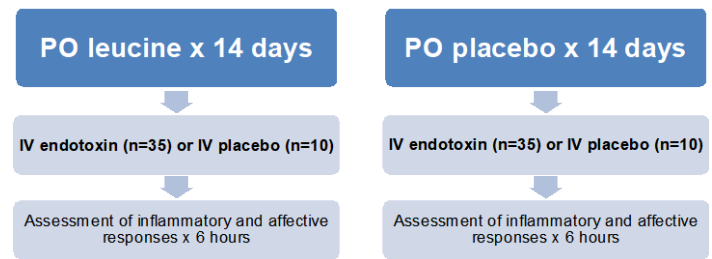 PO leucine x 14 days
IV endotoxin (n=35) or IV placebo (n=10)
Assessment of inflammatory and affective
responses x 6 hours
PO placebo x 14 days
IV endotoxin (n=35) or IV placebo (n=10)
Assessment of inflammatory and affective
responses x 6 hours